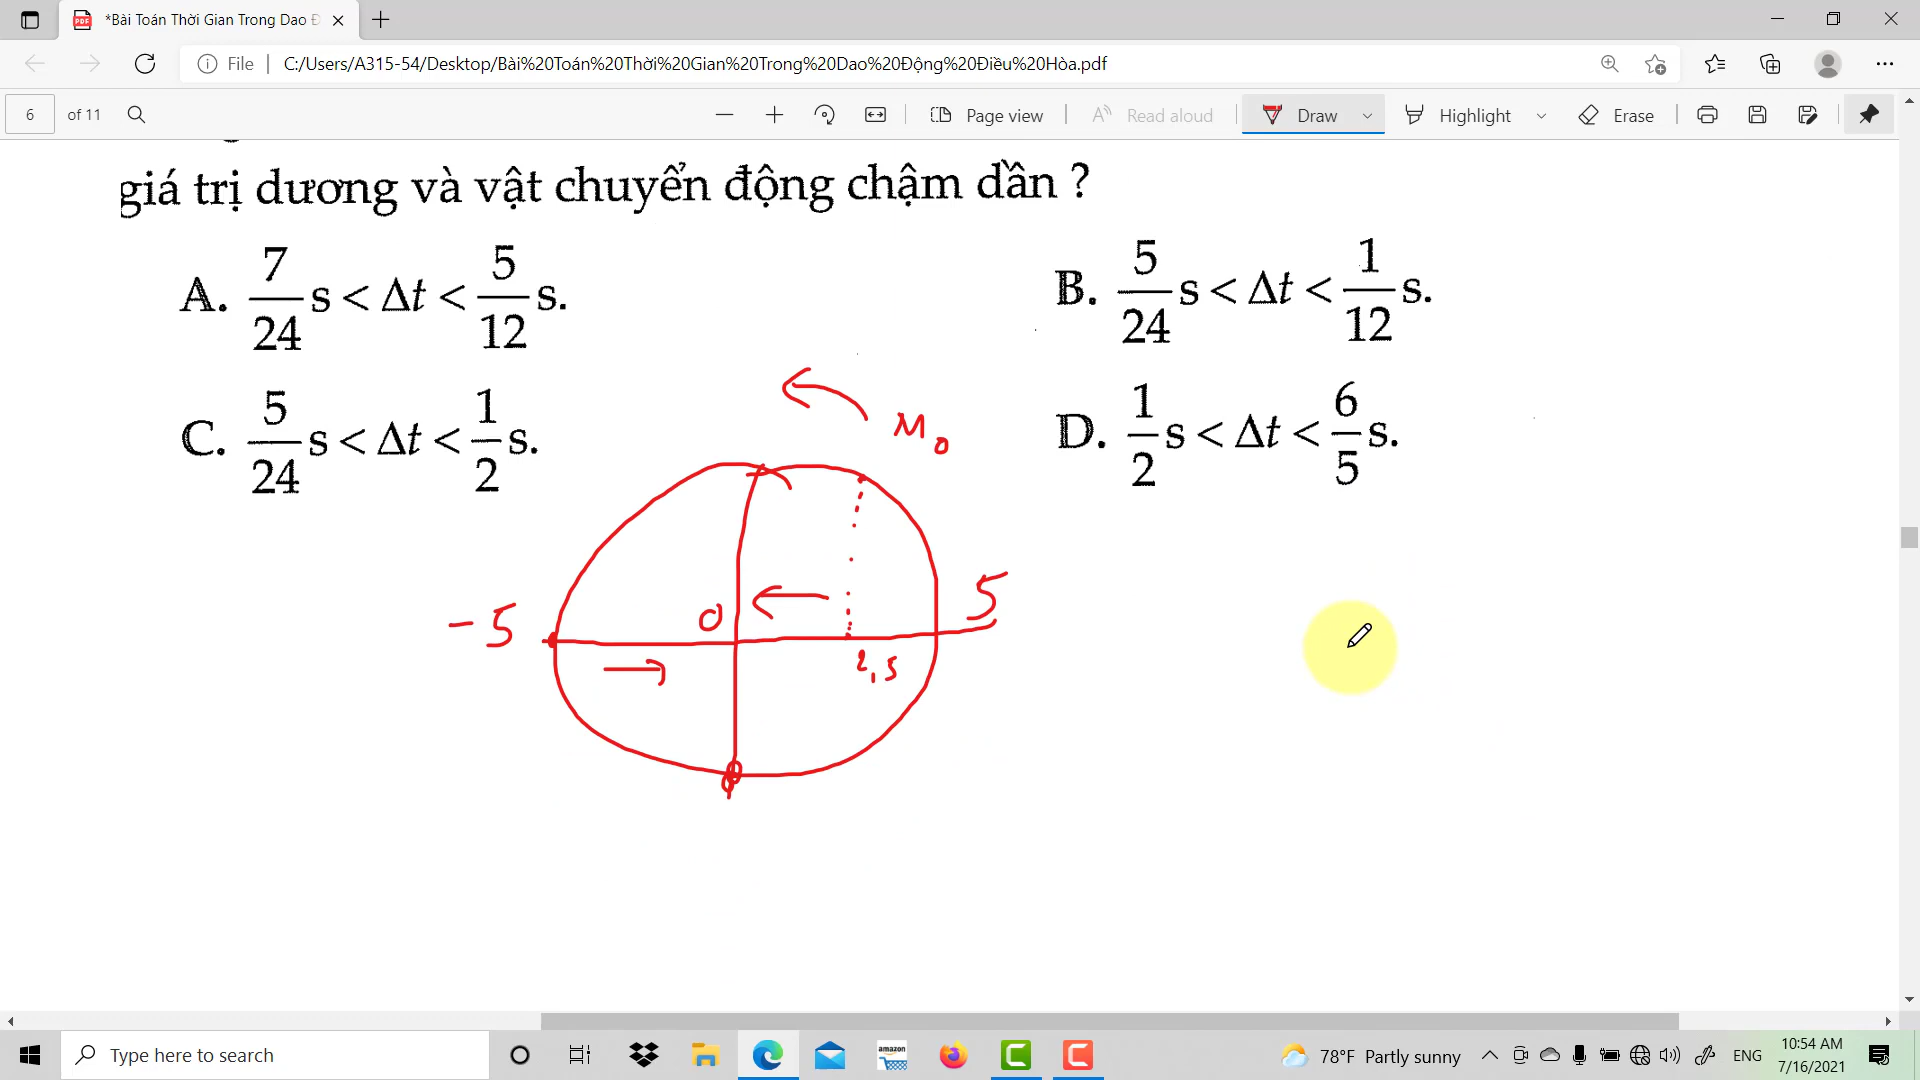 *Bài Toán Thời Gian Trong Dao Đ
File
C:/Users/A315-54/Desktop/Bài%20Toán%20Thời%20Gian%20Trong%20Dao%20Động%20Điều%20Hòa.pdf
6 of 11
Page view
Read aloud
Draw
Highlight
Erase
giá trị dương và vật chuyển động chậm dần ?
A. 7/24 s < Δt < 5/12 s.
B. 5/24 s < Δt < 1/12 s.
C. 5/24 s < Δt < 1/2 s.
D. 1/2 s < Δt < 6/5 s.
M0
-5
0
5
2,5
Type here to search
amazon
78°F Partly sunny
ENG
10:54 AM
7/16/2021